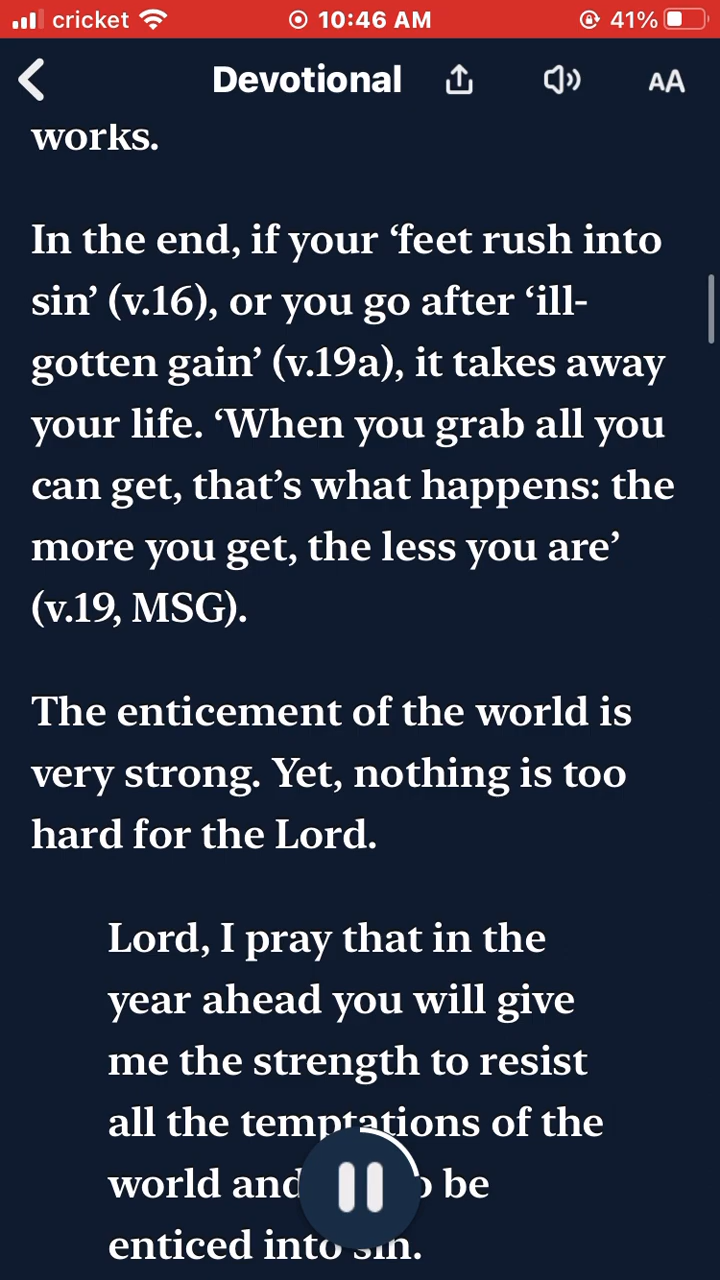 cricket 10:46 AM 41%
Devotional AA
works.
In the end, if your ‘feet rush into
sin’ (v.16), or you go after ‘ill-
gotten gain’ (v.19a), it takes away
your life. ‘When you grab all you
can get, that’s what happens: the
more you get, the less you are’
(v.19, MSG).
The enticement of the world is
very strong. Yet, nothing is too
hard for the Lord.
Lord, I pray that in the
year ahead you will give
me the strength to resist
all the temptations of the
world and be
enticed into sin.